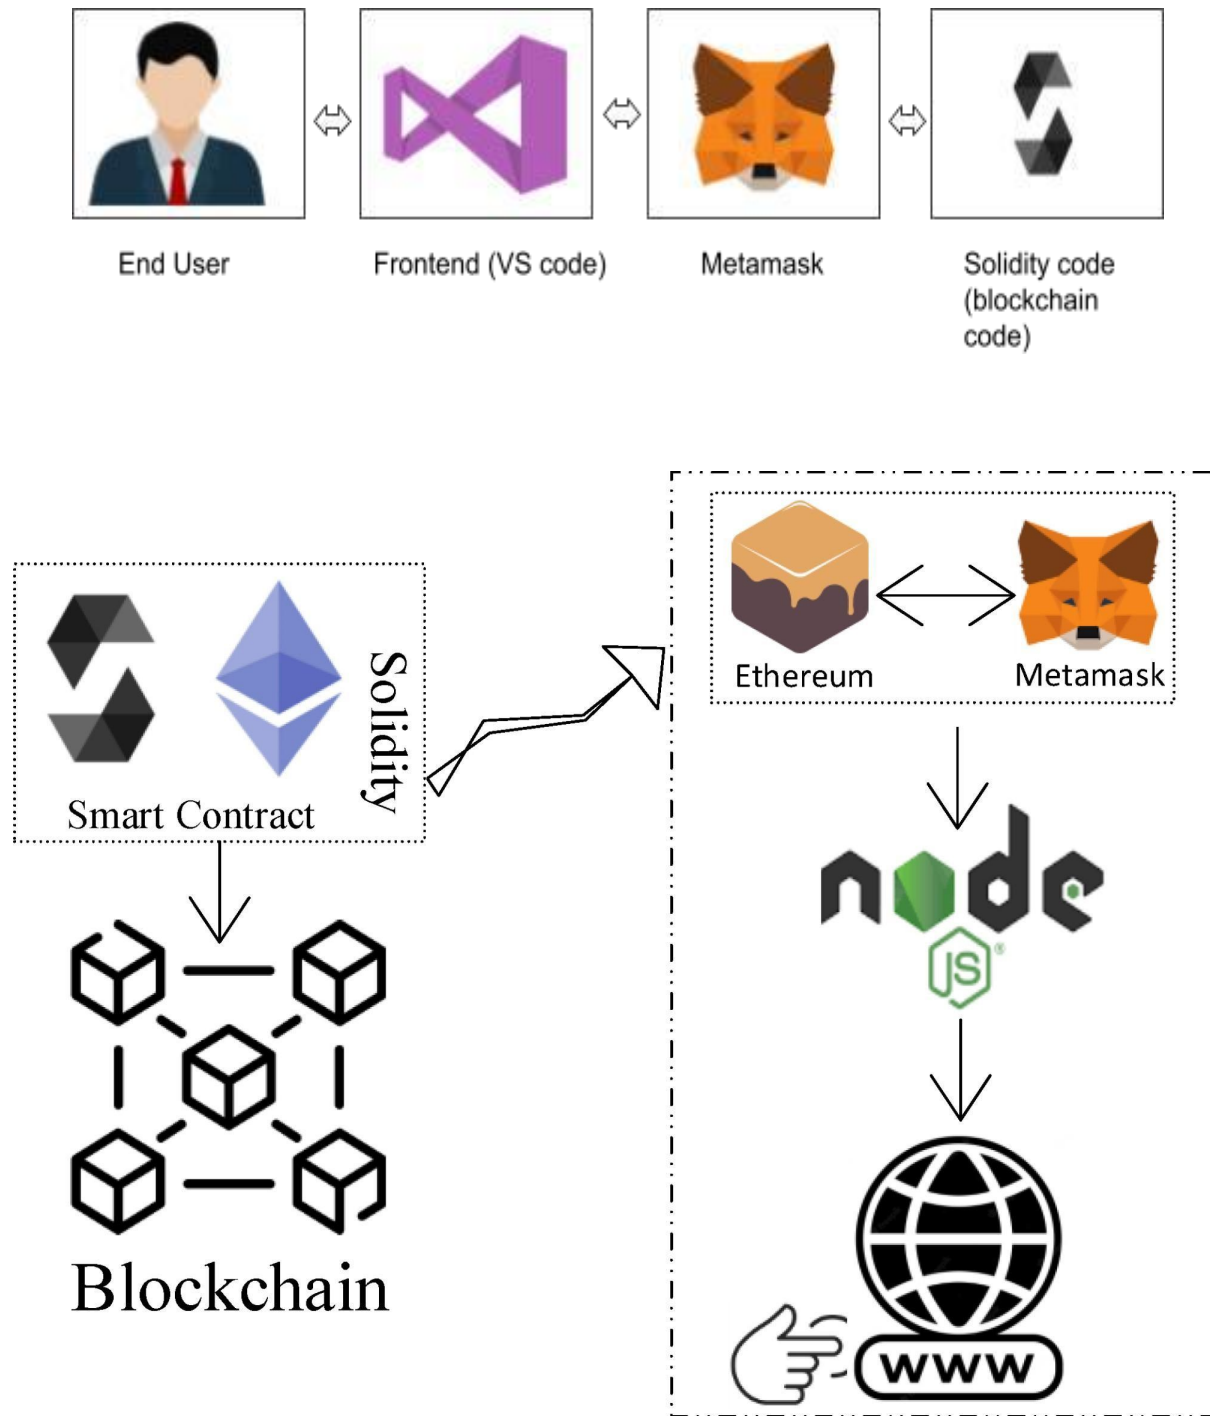 End User
Frontend (VS code)
Metamask
Solidity code
(blockchain
code)
Ethereum
Metamask
Solidity
Smart Contract
node
JS
Blockchain
WWW